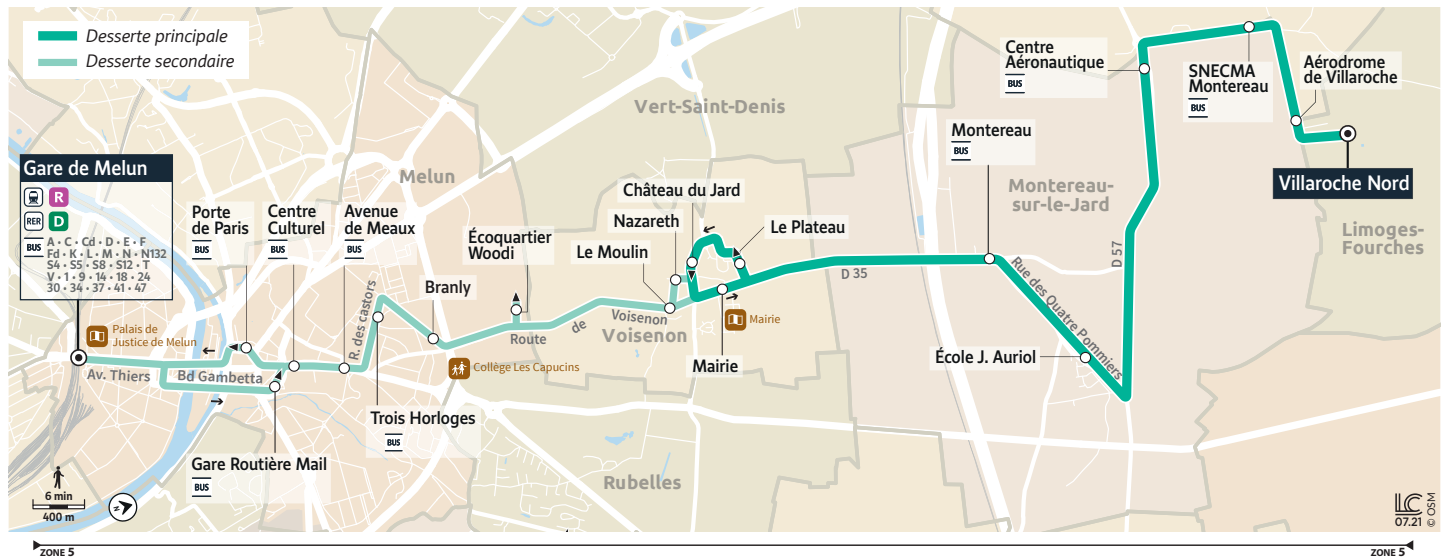 Desserte principale
Desserte secondaire
Gare de Melun
R
RER D
BUS A • C • Cd • D • E • F
Fd • K • L • M • N • N132
S4 • S5 • S8 • S12 • T
V • 1 • 9 • 14 • 18 • 24
30 • 34 • 37 • 41 • 47
Palais de
Justice de Melun
Av. Thiers
Bd Gambetta
Porte
de Paris
BUS
Centre
Culturel
BUS
Avenue
de Meaux
BUS
Gare Routière Mail
BUS
R. des castors
Trois Horloges
BUS
Melun
Branly
Collège Les Capucins
Écoquartier
Woodi
Route
de
Voisenon
Voisenon
Le Moulin
Nazareth
Château du Jard
Le Plateau
Mairie
Mairie
Vert-Saint-Denis
Rubelles
D 35
Montereau
BUS
Rue des Quatre Pommiers
École J. Auriol
Montereau-
sur-le-Jard
D 57
Centre
Aéronautique
BUS
SNECMA
Montereau
BUS
Aérodrome
de Villaroche
Villaroche Nord
Limoges-
Fourches
6 min
400 m
N
LC
07.21
© OSM
ZONE 5
ZONE 5